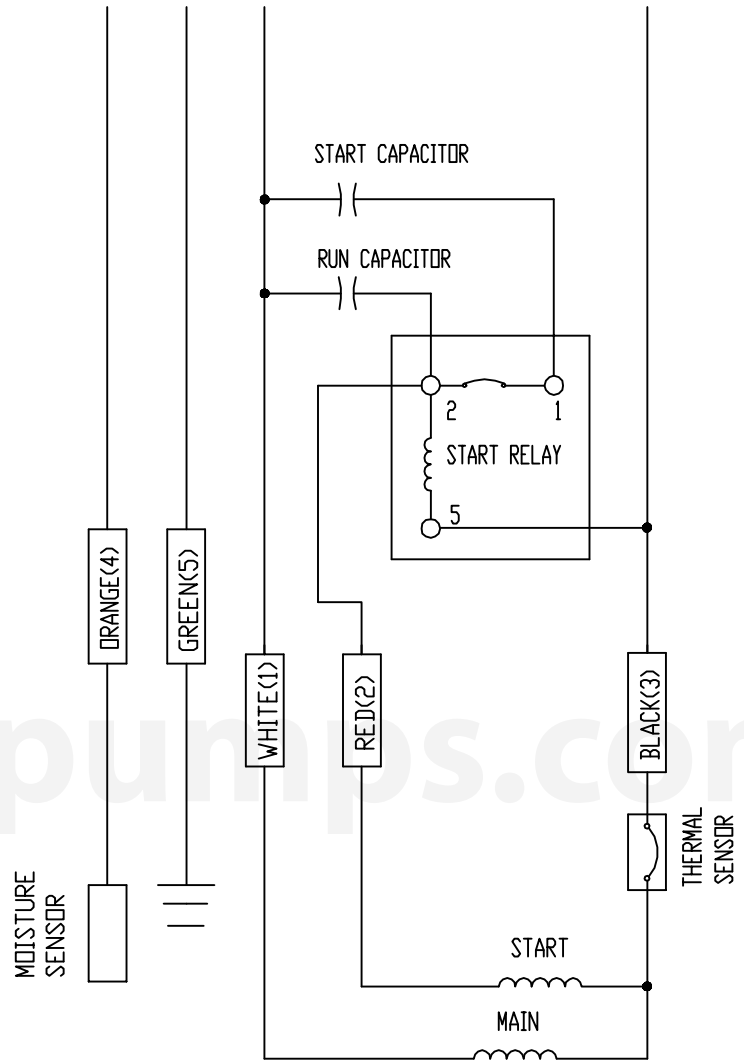 START CAPACITOR
RUN CAPACITOR
2
1
START RELAY
5
ORANGE(4)
GREEN(5)
WHITE(1)
RED(2)
BLACK(3)
pumps.com
THERMAL
SENSOR
MOISTURE
SENSOR
START
MAIN